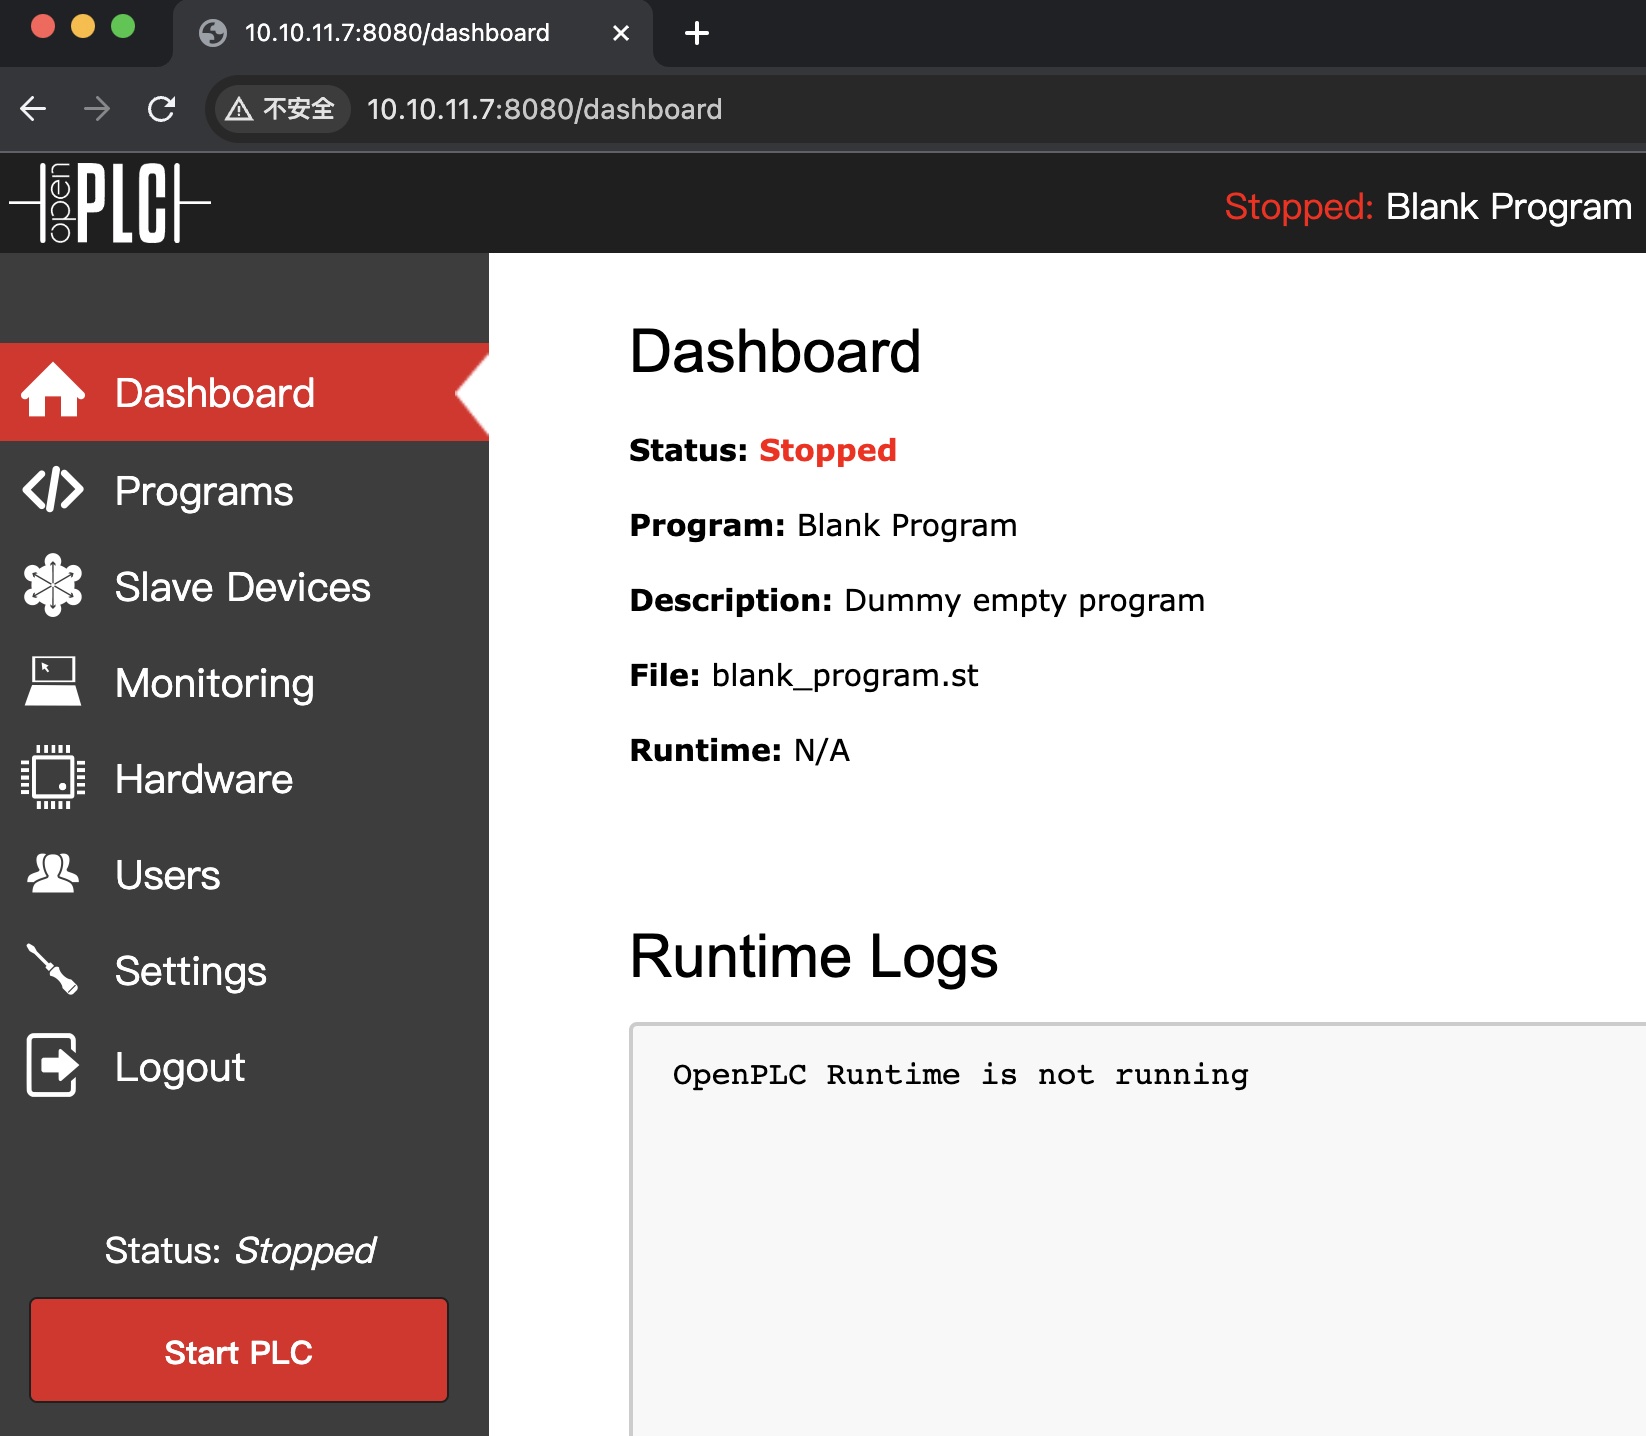 10.10.11.7:8080/dashboard
不安全 10.10.11.7:8080/dashboard
open PLC
Stopped: Blank Program
Dashboard
Programs
Slave Devices
Monitoring
Hardware
Users
Settings
Logout
Status: Stopped
Start PLC
Dashboard
Status: Stopped
Program: Blank Program
Description: Dummy empty program
File: blank_program.st
Runtime: N/A
Runtime Logs
OpenPLC Runtime is not running